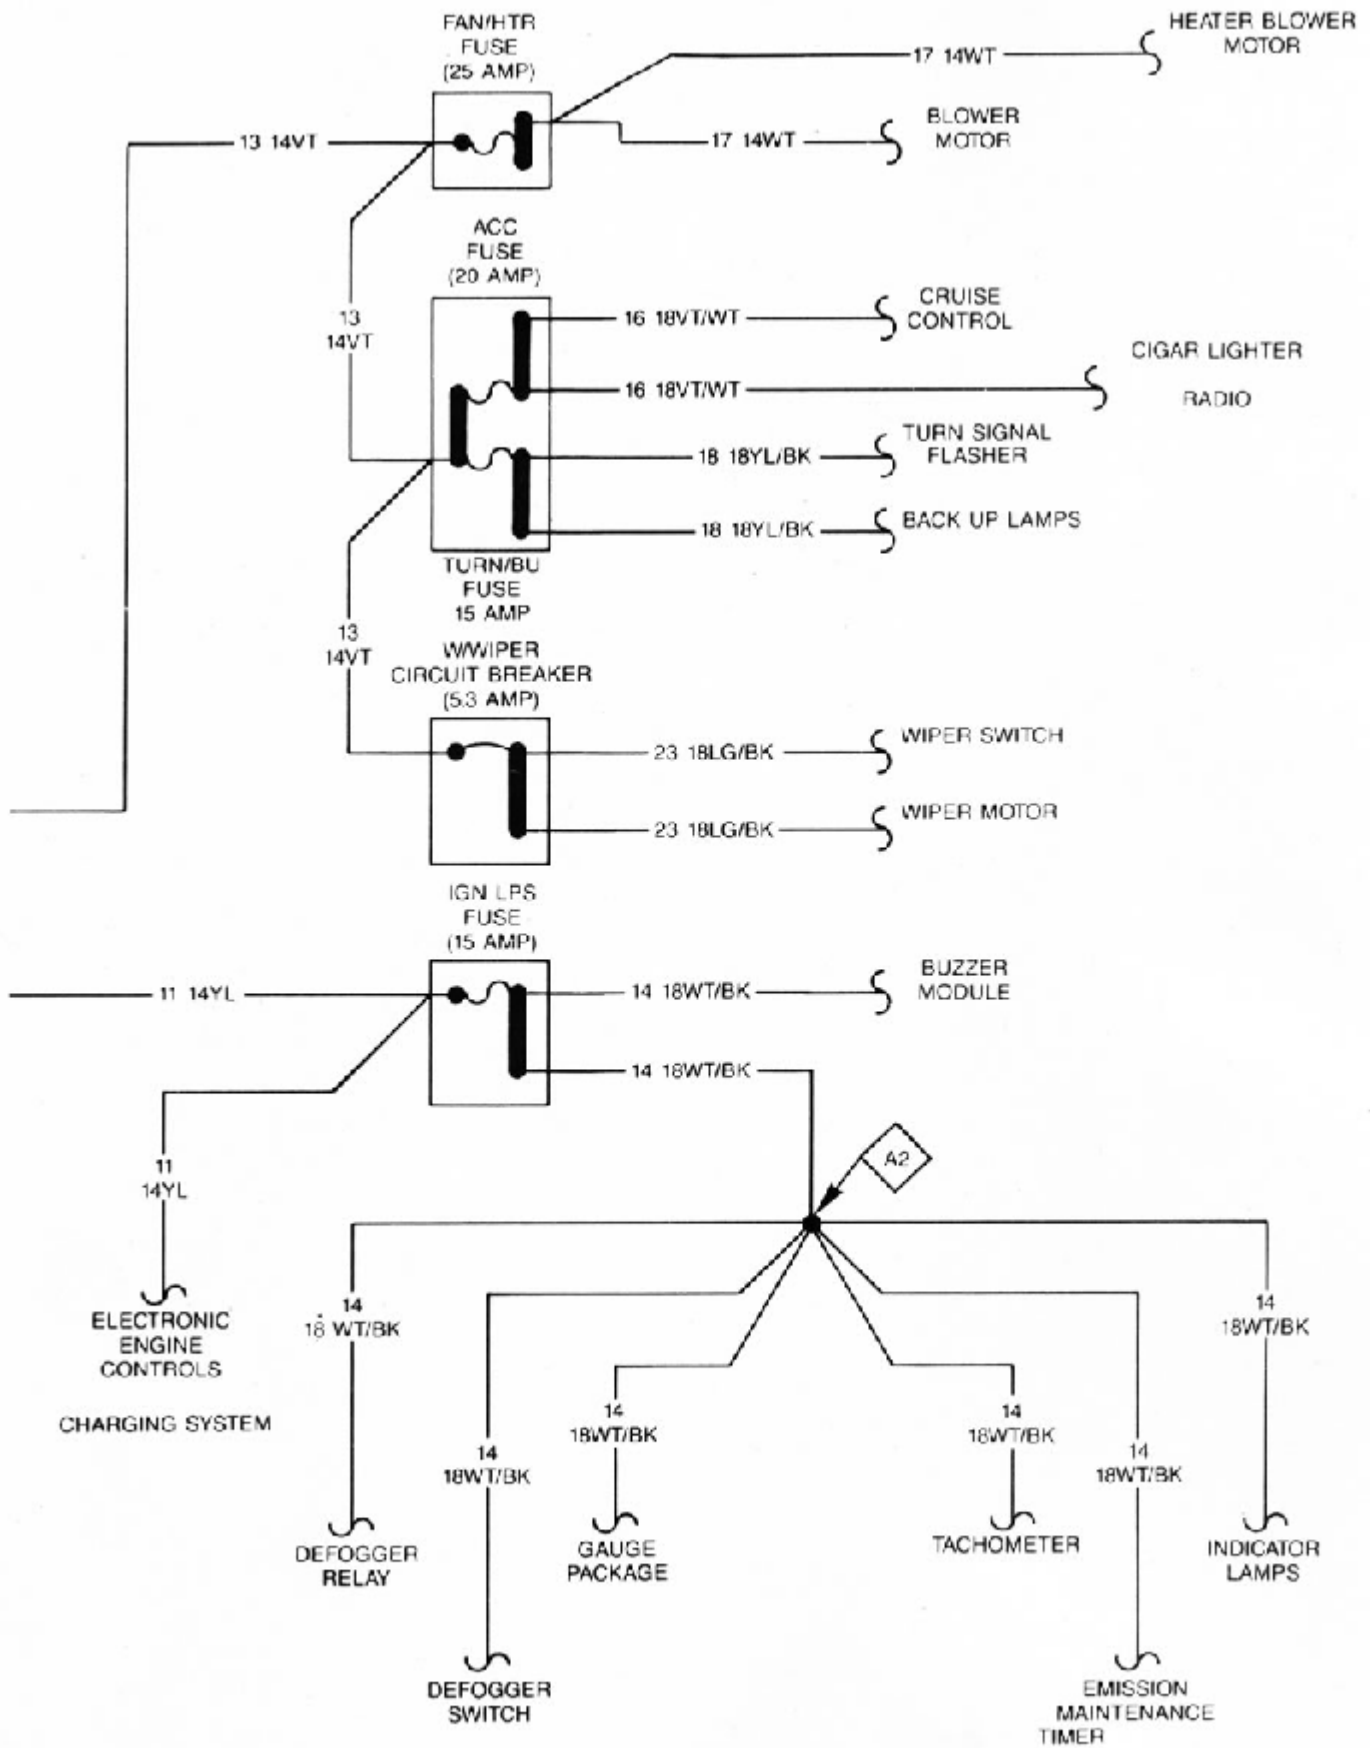 FAN/HTR
FUSE
(25 AMP)
HEATER BLOWER
MOTOR
17 14WT
BLOWER
MOTOR
13 14VT
17 14WT
ACC
FUSE
(20 AMP)
13
14VT
16 18VT/WT
CRUISE
CONTROL
CIGAR LIGHTER
16 18VT/WT
RADIO
TURN SIGNAL
FLASHER
18 18YL/BK
BACK UP LAMPS
18 18YL/BK
TURN/BU
FUSE
15 AMP
13
14VT
W/WIPER
CIRCUIT BREAKER
(5.3 AMP)
23 18LG/BK
WIPER SWITCH
23 18LG/BK
WIPER MOTOR
IGN LPS
FUSE
(15 AMP)
11 14YL
14 18WT/BK
BUZZER
MODULE
14 18WT/BK
11
14YL
A2
ELECTRONIC
ENGINE
CONTROLS
CHARGING SYSTEM
14
18 WT/BK
14
18WT/BK
14
18WT/BK
14
18WT/BK
14
18WT/BK
14
18WT/BK
DEFOGGER
RELAY
GAUGE
PACKAGE
TACHOMETER
INDICATOR
LAMPS
DEFOGGER
SWITCH
EMISSION
MAINTENANCE
TIMER